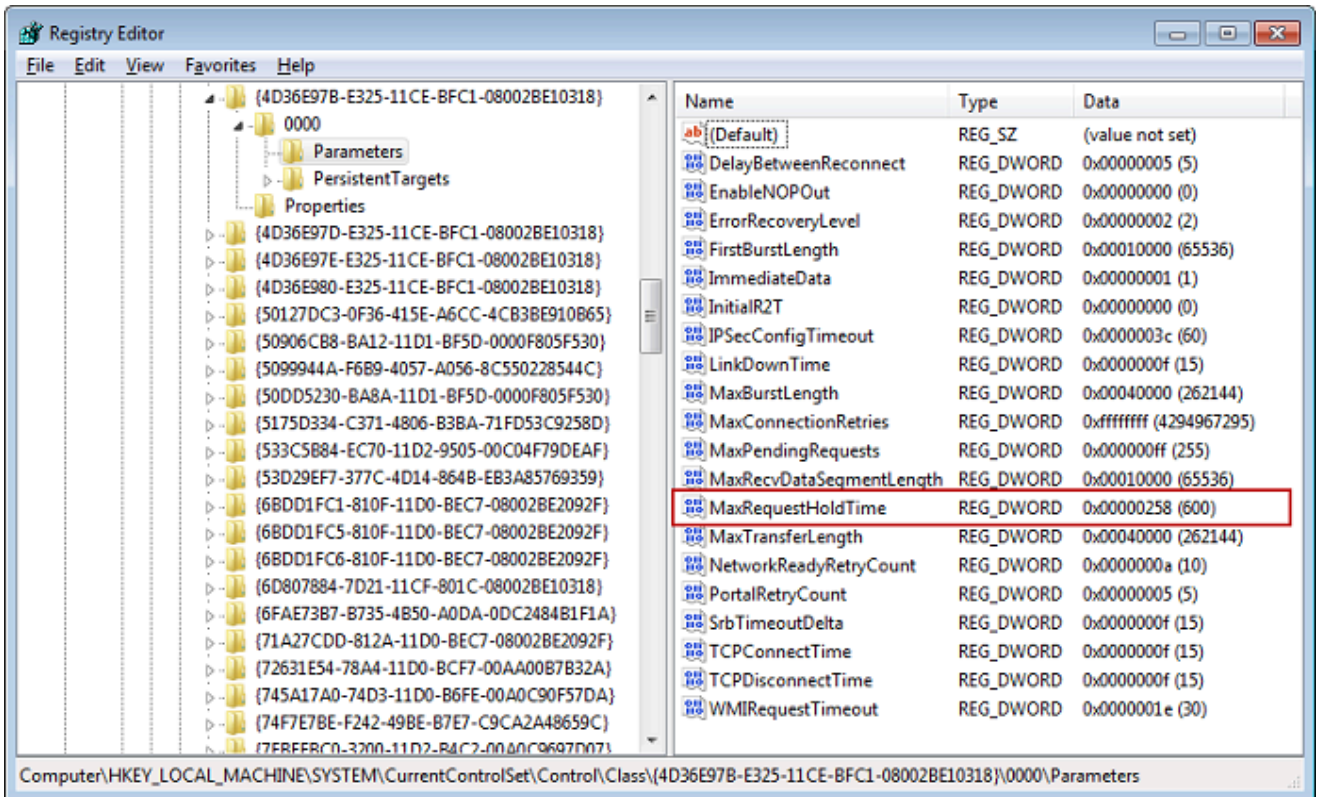 Registry Editor
File Edit View Favorites Help
{4D36E97B-E325-11CE-BFC1-08002BE10318}
0000
Parameters
PersistentTargets
Properties
{4D36E97D-E325-11CE-BFC1-08002BE10318}
{4D36E97E-E325-11CE-BFC1-08002BE10318}
{4D36E980-E325-11CE-BFC1-08002BE10318}
{50127DC3-0F36-415E-A6CC-4CB3BE910B65}
{50906CB8-BA12-11D1-BF5D-0000F805F530}
{5099944A-F6B9-4057-A056-8C550228544C}
{50DD5230-BA8A-11D1-BF5D-0000F805F530}
{5175D334-C371-4806-B3BA-71FD53C9258D}
{533C5B84-EC70-11D2-9505-00C04F79DEAF}
{53D29EF7-377C-4D14-864B-EB3A85769359}
{6BDD1FC1-810F-11D0-BEC7-08002BE2092F}
{6BDD1FC5-810F-11D0-BEC7-08002BE2092F}
{6BDD1FC6-810F-11D0-BEC7-08002BE2092F}
{6D807884-7D21-11CF-801C-08002BE10318}
{6FAE73B7-B735-4B50-A0DA-0DC2484B1F1A}
{71A27CDD-812A-11D0-BEC7-08002BE2092F}
{72631E54-78A4-11D0-BCF7-00AA00B7B32A}
{745A17A0-74D3-11D0-B6FE-00A0C90F57DA}
{74F7E7BE-F242-49BE-B7E7-C9CA2A48659C}
{7EBEFBC0-3200-11D2-B4C2-00A0C9697D07}
Name Type Data
(Default) REG_SZ (value not set)
DelayBetweenReconnect REG_DWORD 0x00000005 (5)
EnableNOPOut REG_DWORD 0x00000000 (0)
ErrorRecoveryLevel REG_DWORD 0x00000002 (2)
FirstBurstLength REG_DWORD 0x00010000 (65536)
ImmediateData REG_DWORD 0x00000001 (1)
InitialR2T REG_DWORD 0x00000000 (0)
IPSecConfigTimeout REG_DWORD 0x0000003c (60)
LinkDownTime REG_DWORD 0x0000000f (15)
MaxBurstLength REG_DWORD 0x00040000 (262144)
MaxConnectionRetries REG_DWORD 0xffffffff (4294967295)
MaxPendingRequests REG_DWORD 0x000000ff (255)
MaxRecvDataSegmentLength REG_DWORD 0x00010000 (65536)
MaxRequestHoldTime REG_DWORD 0x00000258 (600)
MaxTransferLength REG_DWORD 0x00040000 (262144)
NetworkReadyRetryCount REG_DWORD 0x0000000a (10)
PortalRetryCount REG_DWORD 0x00000005 (5)
SrbTimeoutDelta REG_DWORD 0x0000000f (15)
TCPConnectTime REG_DWORD 0x0000000f (15)
TCPDisconnectTime REG_DWORD 0x0000000f (15)
WMIRequestTimeout REG_DWORD 0x0000001e (30)
Computer\HKEY_LOCAL_MACHINE\SYSTEM\CurrentControlSet\Control\Class\{4D36E97B-E325-11CE-BFC1-08002BE10318}\0000\Parameters